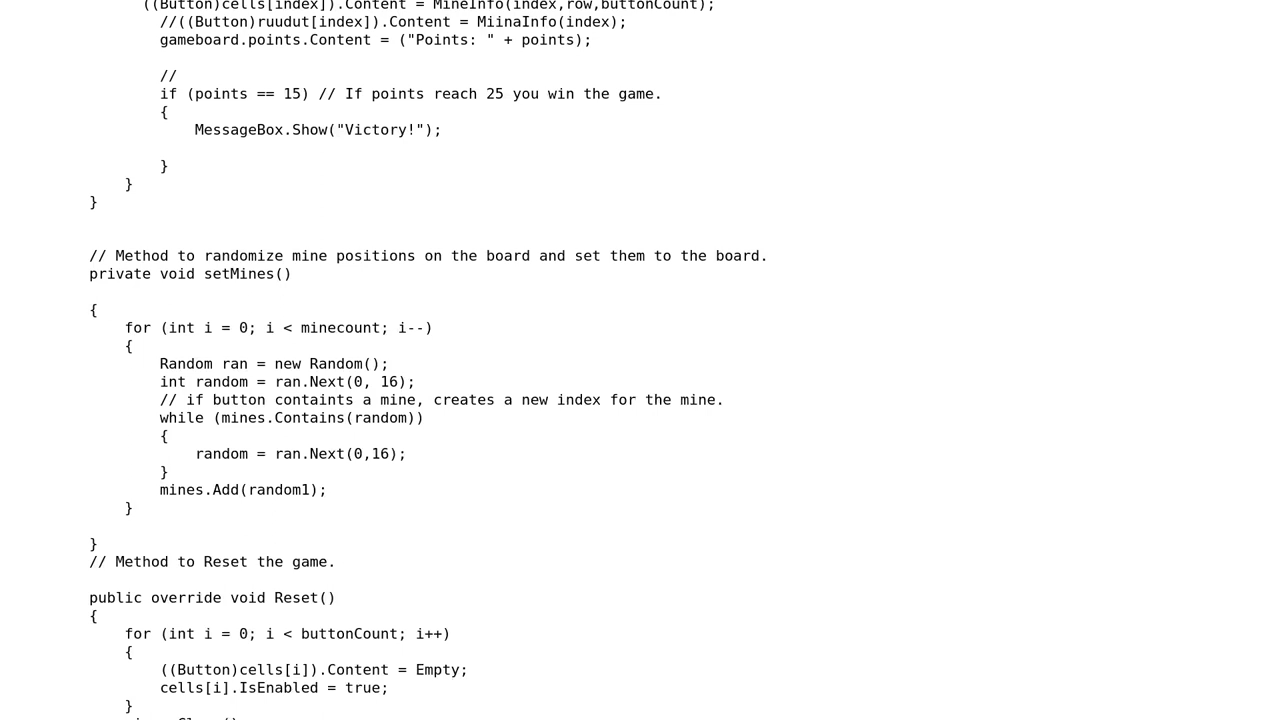 ((Button)cells[index]).Content = MineInfo(index,row,buttonCount);
//((Button)ruudut[index]).Content = MiinaInfo(index);
gameboard.points.Content = ("Points: " + points);
//
if (points == 15) // If points reach 25 you win the game.
{
MessageBox.Show("Victory!");
}
}
}
// Method to randomize mine positions on the board and set them to the board.
private void setMines()
{
for (int i = 0; i < minecount; i--)
{
Random ran = new Random();
int random = ran.Next(0, 16);
// if button containts a mine, creates a new index for the mine.
while (mines.Contains(random))
{
random = ran.Next(0,16);
}
mines.Add(random1);
}
}
// Method to Reset the game.
public override void Reset()
{
for (int i = 0; i < buttonCount; i++)
{
((Button)cells[i]).Content = Empty;
cells[i].IsEnabled = true;
}